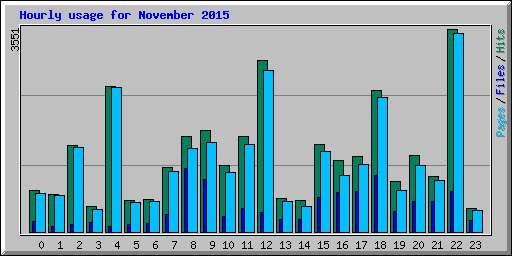 Hourly usage for November 2015
3551
Pages/Files/Hits
0 1 2 3 4 5 6 7 8 9 10 11 12 13 14 15 16 17 18 19 20 21 22 23